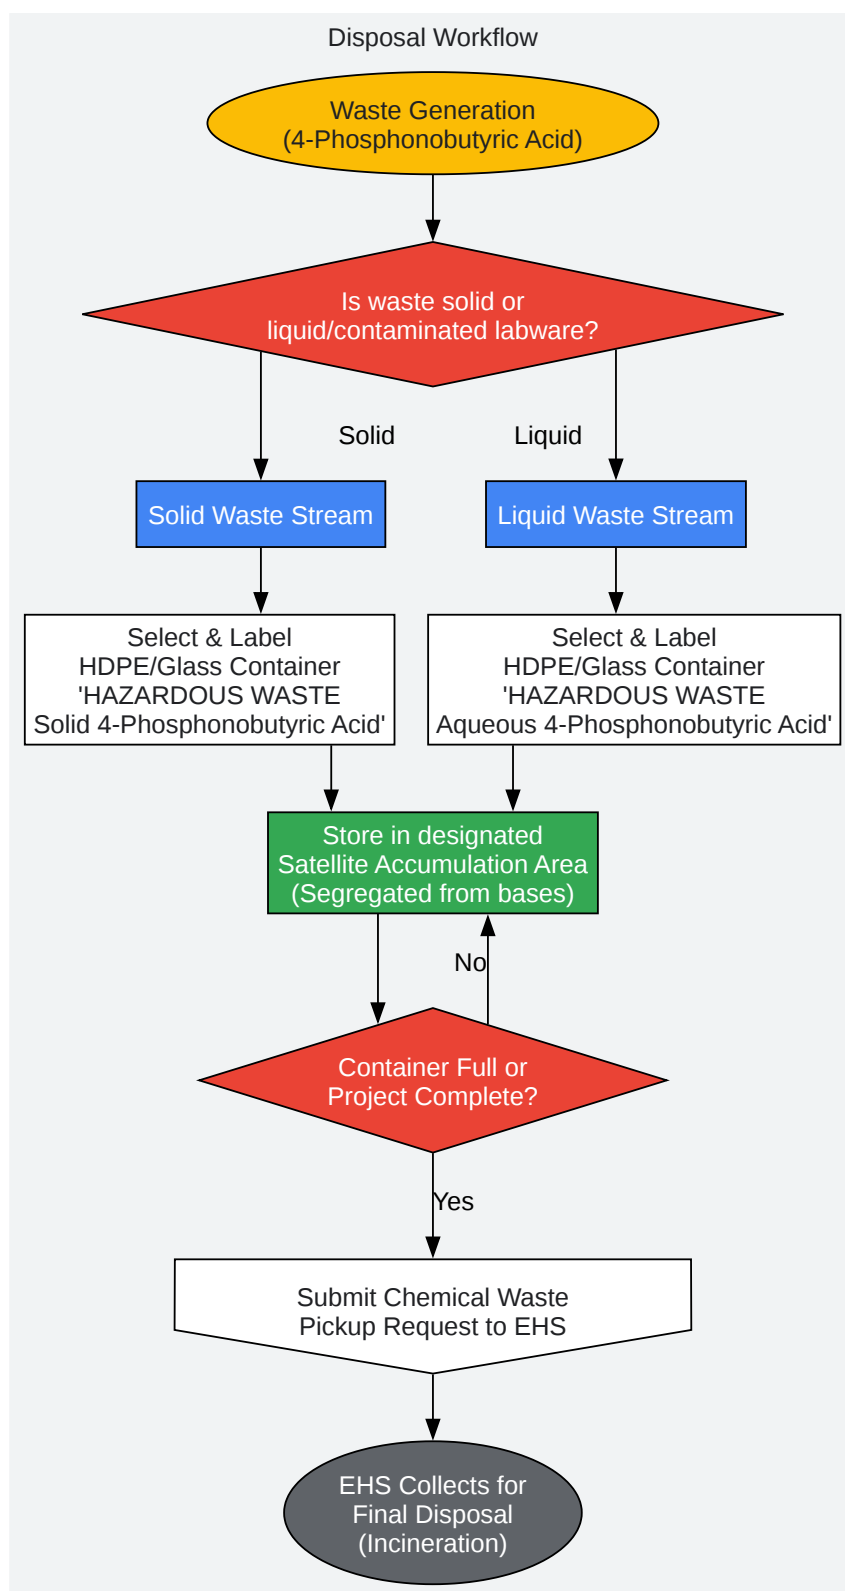 Disposal Workflow
Waste Generation
(4-Phosphonobutyric Acid)
Is waste solid or
liquid/contaminated labware?
Solid
Liquid
Solid Waste Stream
Liquid Waste Stream
Select & Label
HDPE/Glass Container
'HAZARDOUS WASTE
Solid 4-Phosphonobutyric Acid'
Select & Label
HDPE/Glass Container
'HAZARDOUS WASTE
Aqueous 4-Phosphonobutyric Acid'
Store in designated
Satellite Accumulation Area
(Segregated from bases)
No
Container Full or
Project Complete?
Yes
Submit Chemical Waste
Pickup Request to EHS
EHS Collects for
Final Disposal
(Incineration)